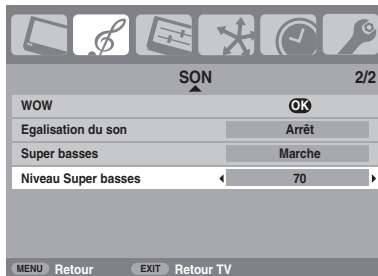 SON 2/2
WOW OK
Egalisation du son Arrêt
Super basses Marche
Niveau Super basses 70
MENU Retour EXIT Retour TV